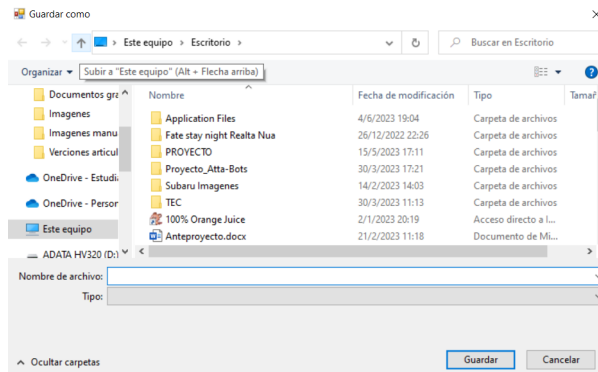 Guardar como
Este equipo > Escritorio >
Buscar en Escritorio
Organizar
Subir a "Este equipo" (Alt + Flecha arriba)
?
Documentos gra
Imagenes
Imagenes manu
Verciones articul
OneDrive - Estudi
OneDrive - Persor
Este equipo
ADATA HV320 (D:)
Nombre Fecha de modificación Tipo Tamañ
Application Files 4/6/2023 19:04 Carpeta de archivos
Fate stay night Realta Nua 26/12/2022 22:26 Carpeta de archivos
PROYECTO 15/5/2023 17:11 Carpeta de archivos
Proyecto_Atta-Bots 30/3/2023 17:21 Carpeta de archivos
Subaru Imagenes 14/2/2023 14:03 Carpeta de archivos
TEC 30/3/2023 11:13 Carpeta de archivos
100% Orange Juice 2/1/2023 20:19 Acceso directo a I...
Anteproyecto.docx 21/2/2023 11:18 Documento de Mi...
Nombre de archivo:
Tipo:
Ocultar carpetas
Guardar
Cancelar